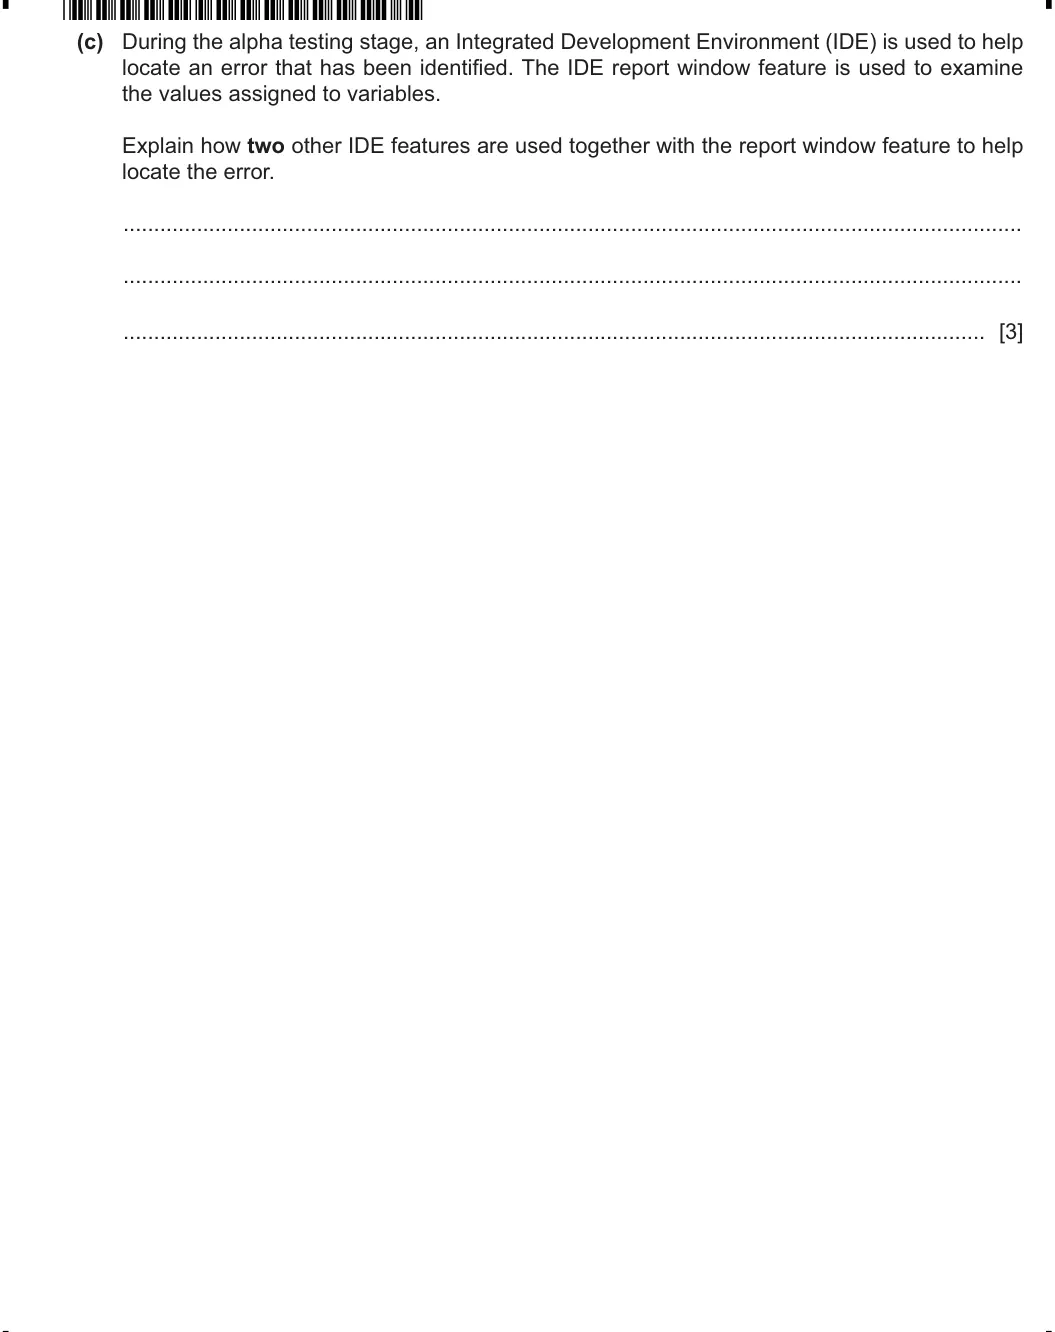 (c) During the alpha testing stage, an Integrated Development Environment (IDE) is used to help
locate an error that has been identified. The IDE report window feature is used to examine
the values assigned to variables.
Explain how two other IDE features are used together with the report window feature to help
locate the error.
..........................................................................................................................................................
..........................................................................................................................................................
.................................................................................................................................................... [3]